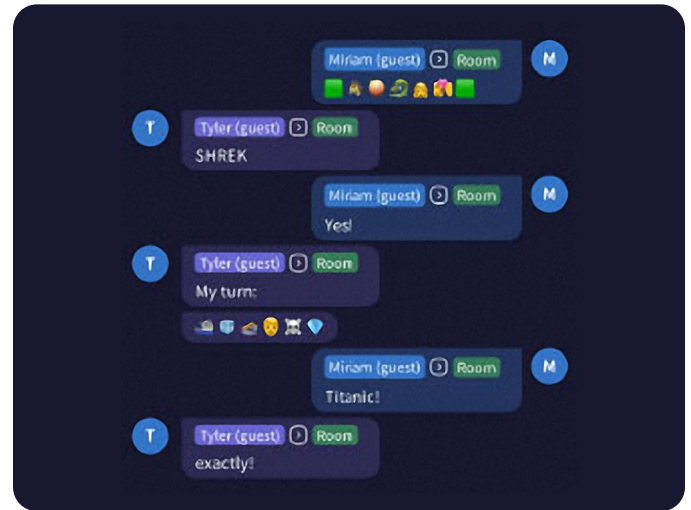 Miriam (guest) Room
M
T
Tyler (guest) Room
SHREK
Miriam (guest) Room
M
Yes!
T
Tyler (guest) Room
My turn:
Miriam (guest) Room
M
Titanic!
T
Tyler (guest) Room
exactly!